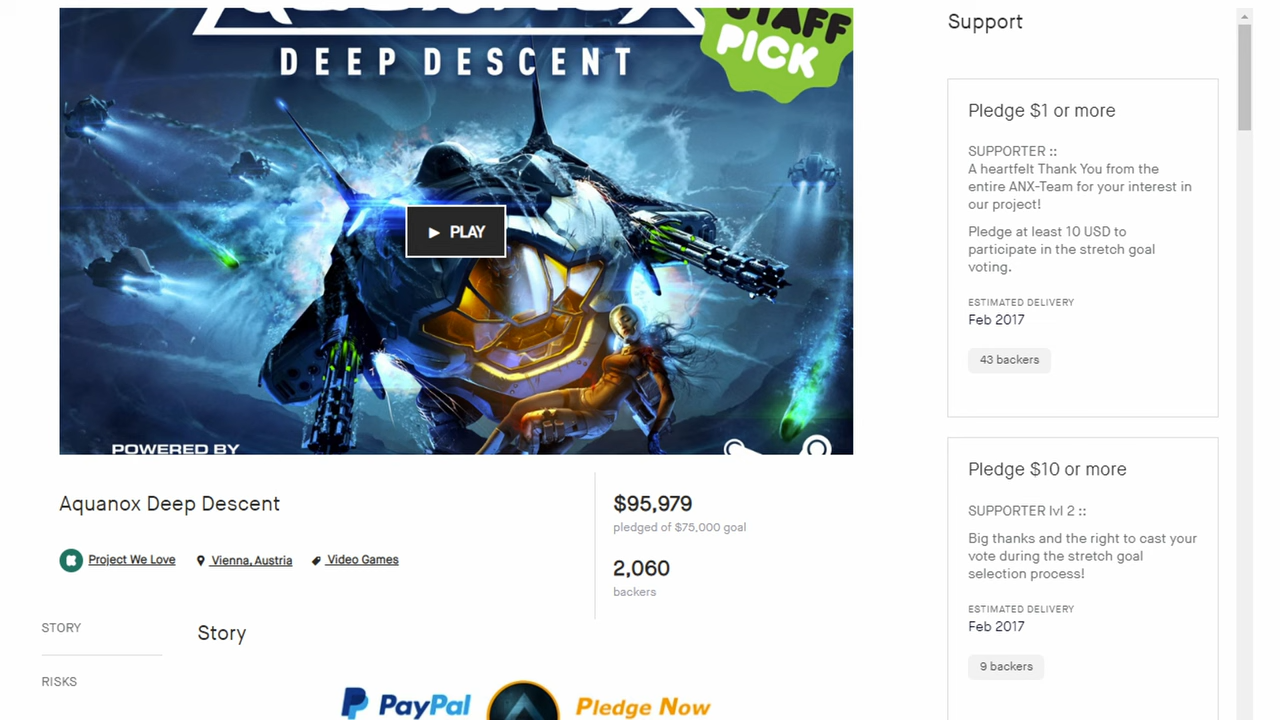 AQUANOX
STAFF
PICK
DEEP DESCENT
PLAY
POWERED BY
Aquanox Deep Descent
Project We Love
Vienna, Austria
Video Games
$95,979
pledged of $75,000 goal
2,060
backers
STORY
RISKS
Story
PayPal
Pledge Now
Support
Pledge $1 or more
SUPPORTER ::
A heartfelt Thank You from the
entire ANX-Team for your interest in
our project!
Pledge at least 10 USD to
participate in the stretch goal
voting.
ESTIMATED DELIVERY
Feb 2017
43 backers
Pledge $10 or more
SUPPORTER lvl 2 ::
Big thanks and the right to cast your
vote during the stretch goal
selection process!
ESTIMATED DELIVERY
Feb 2017
9 backers